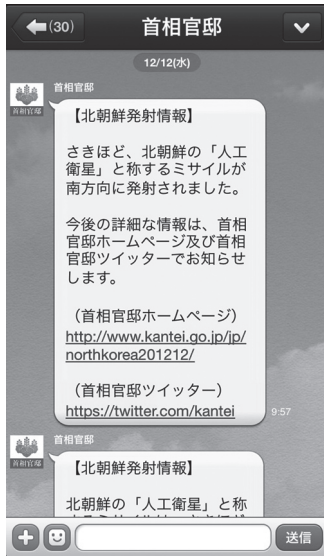 (30)
首相官邸
12/12(水)
首相官邸
首相官邸
【北朝鮮発射情報】
さきほど、北朝鮮の「人工
衛星」と称するミサイルが
南方向に発射されました。
今後の詳細な情報は、首相
官邸ホームページ及び首相
官邸ツイッターでお知らせ
します。
（首相官邸ホームページ）
http://www.kantei.go.jp/jp/
northkorea201212/
（首相官邸ツイッター）
https://twitter.com/kantei
9:57
首相官邸
首相官邸
【北朝鮮発射情報】
北朝鮮の「人工衛星」と称
送信